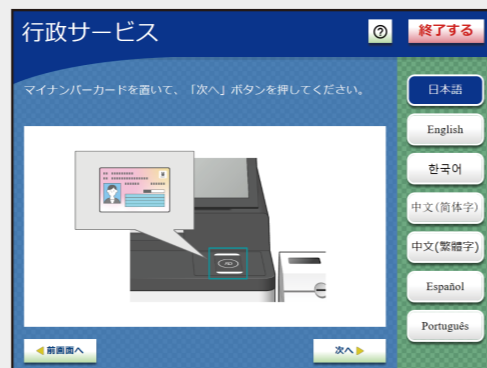 行政サービス
?
終了する
マイナンバーカードを置いて、「次へ」ボタンを押してください。
日本語
English
한국어
中文(简体字)
中文(繁體字)
Español
Português
前画面へ
次へ